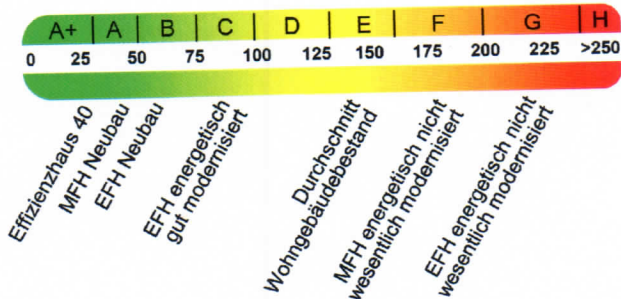 A+ A B C D E F G H
0 25 50 75 100 125 150 175 200 225 >250
Effizienzhaus 40
MFH Neubau
EFH Neubau
EFH energetisch
gut modernisiert
Durchschnitt
Wohngebäudebestand
MFH energetisch nicht
wesentlich modernisiert
EFH energetisch nicht
wesentlich modernisiert